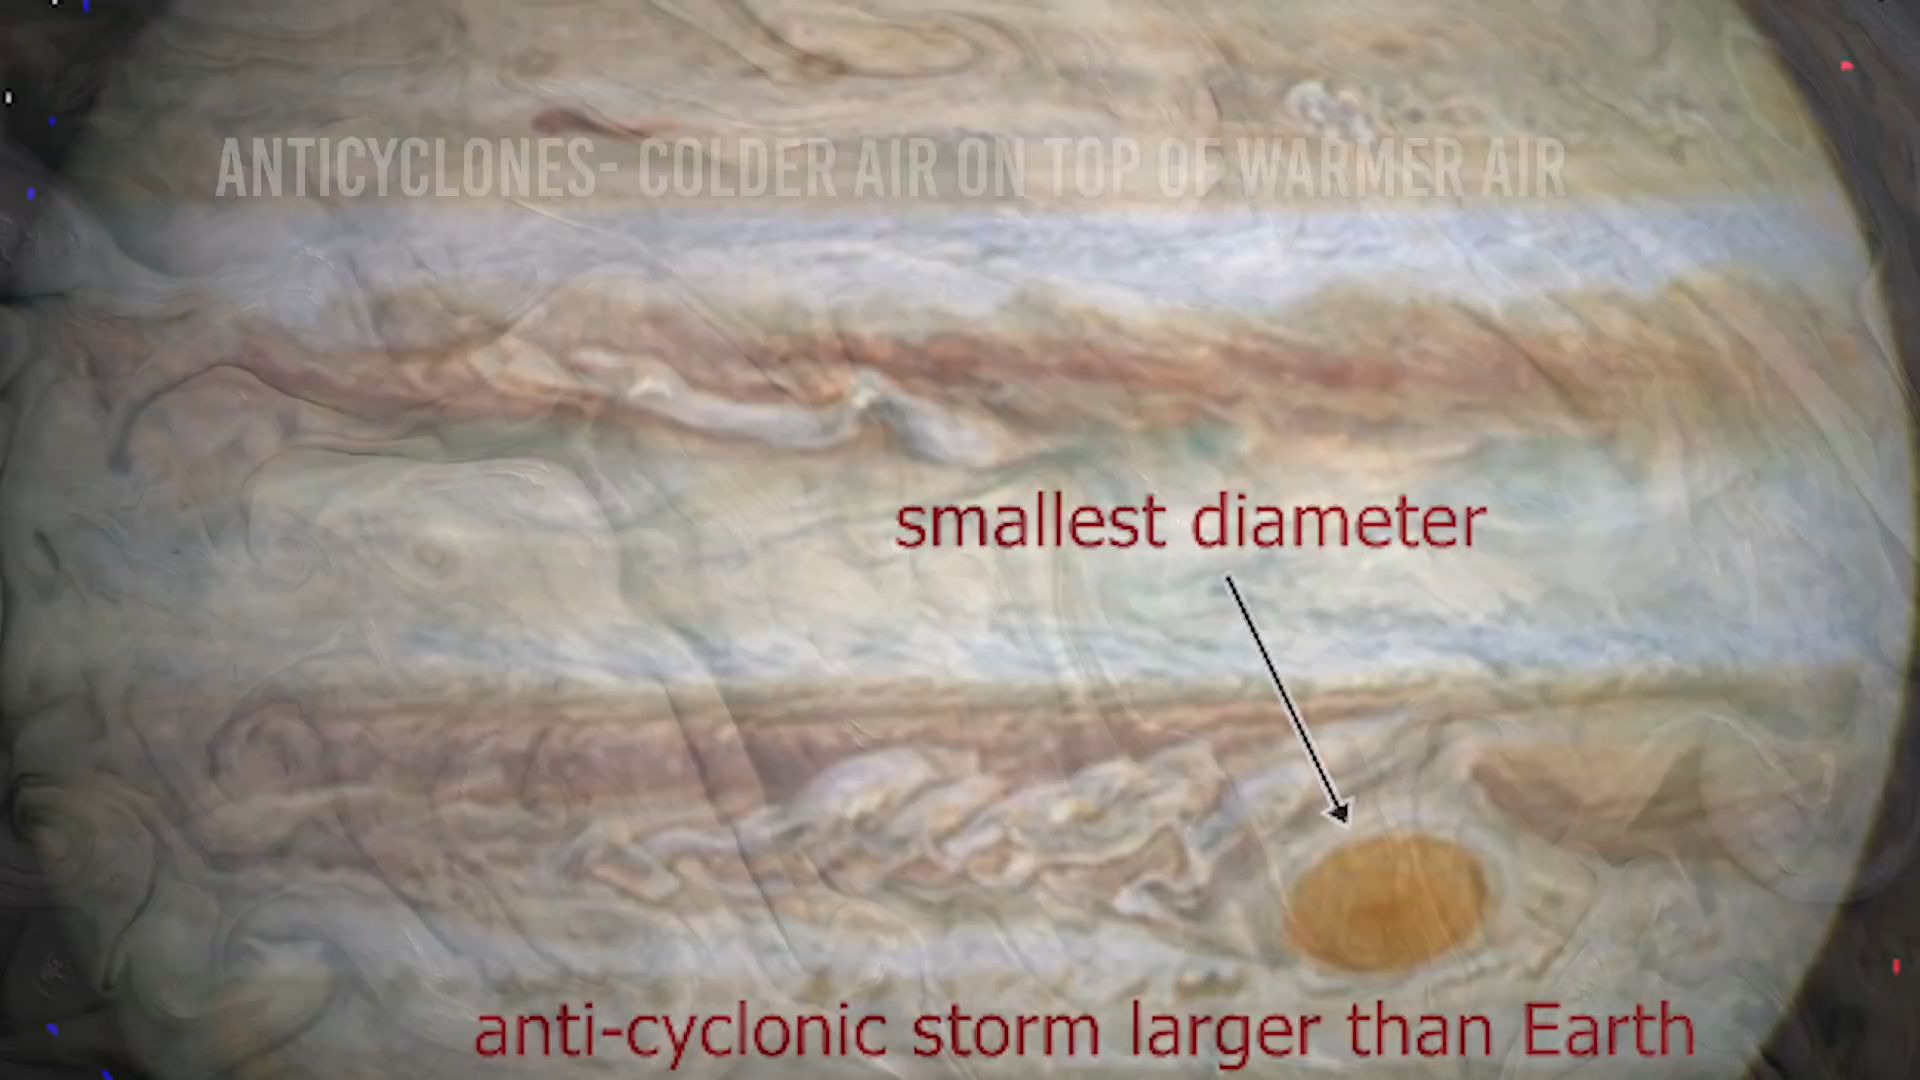 ANTICYCLONES- COLDER AIR ON TOP OF WARMER AIR
smallest diameter
anti-cyclonic storm larger than Earth